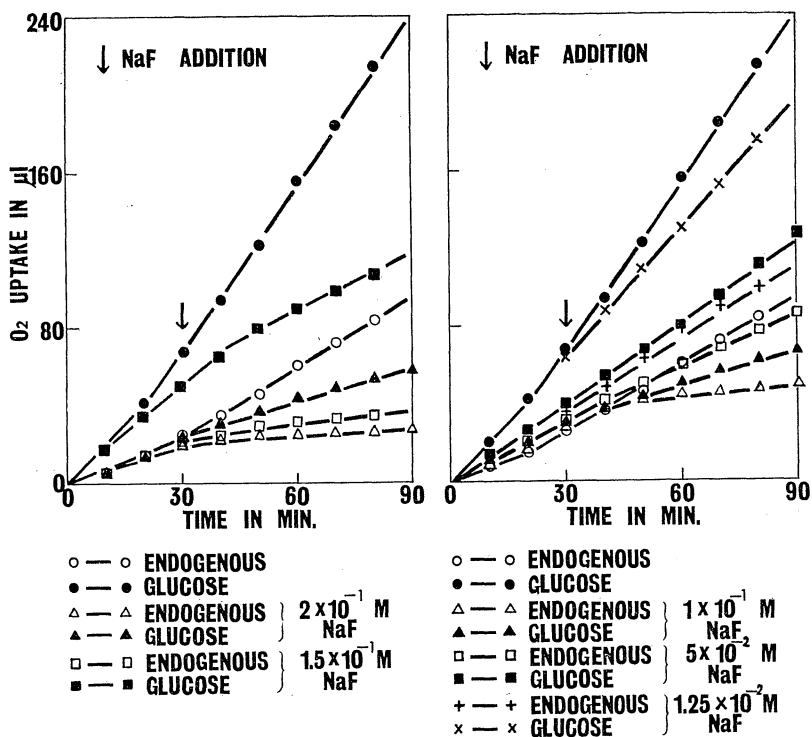 240
160
80
0
O₂ UPTAKE IN µl
↓ NaF ADDITION
0 30 60 90
TIME IN MIN.
↓ NaF ADDITION
0 30 60 90
TIME IN MIN.
ENDOGENOUS
GLUCOSE
ENDOGENOUS
GLUCOSE
2 x 10⁻¹ M
NaF
ENDOGENOUS
GLUCOSE
1.5 x 10⁻¹ M
NaF
ENDOGENOUS
GLUCOSE
ENDOGENOUS
GLUCOSE
1 x 10⁻¹ M
NaF
ENDOGENOUS
GLUCOSE
5 x 10⁻² M
NaF
ENDOGENOUS
GLUCOSE
1.25 x 10⁻² M
NaF